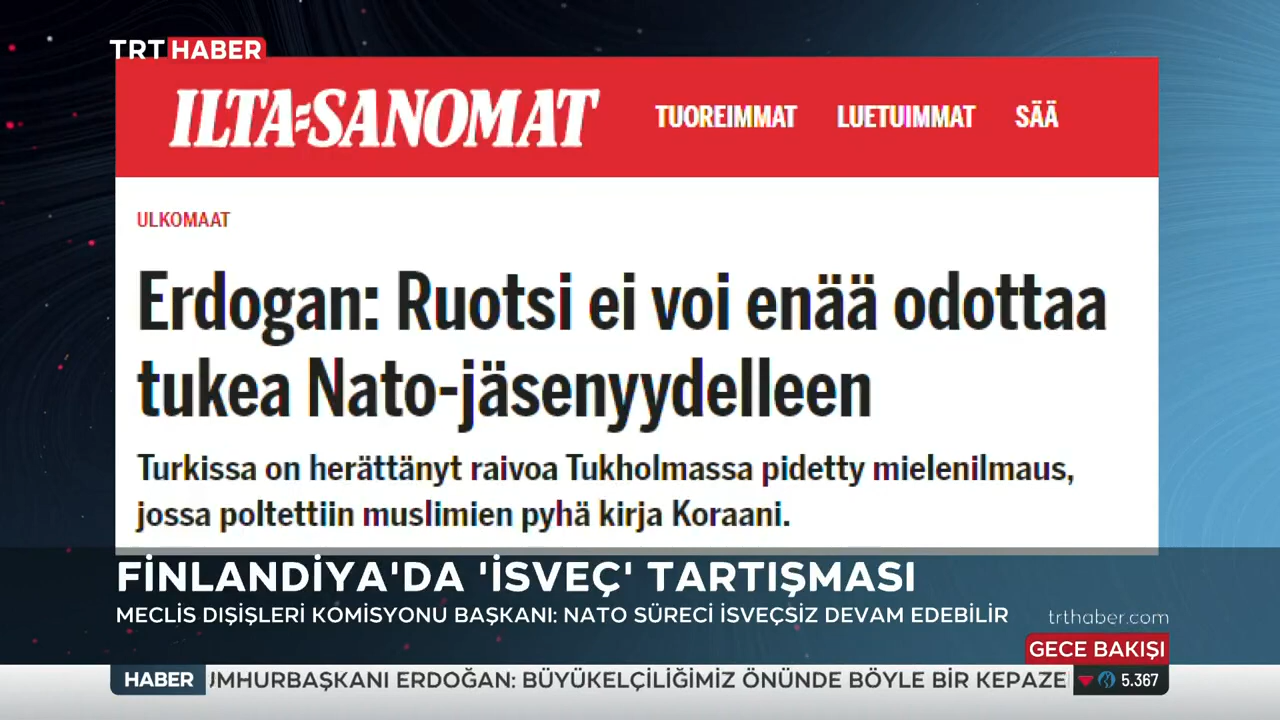 TRT HABER
ILTA-SANOMAT TUOREIMMAT LUETUIMMAT SÄÄ
ULKOMAAT
Erdogan: Ruotsi ei voi enää odottaa
tukea Nato-jäsenyydelleen
Turkissa on herättänyt raivoa Tukholmassa pidetty mielenilmaus,
jossa poltettiin muslimien pyhä kirja Koraani.
FİNLANDİYA'DA 'İSVEÇ' TARTIŞMASI
MECLİS DIŞİŞLERİ KOMİSYONU BAŞKANI: NATO SÜRECİ İSVEÇSİZ DEVAM EDEBİLİR
trthaber.com
GECE BAKIŞI
HABER UMHURBAŞKANI ERDOĞAN: BÜYÜKELÇİLİĞİMİZ ÖNÜNDE BÖYLE BİR KEPAZE 5.367